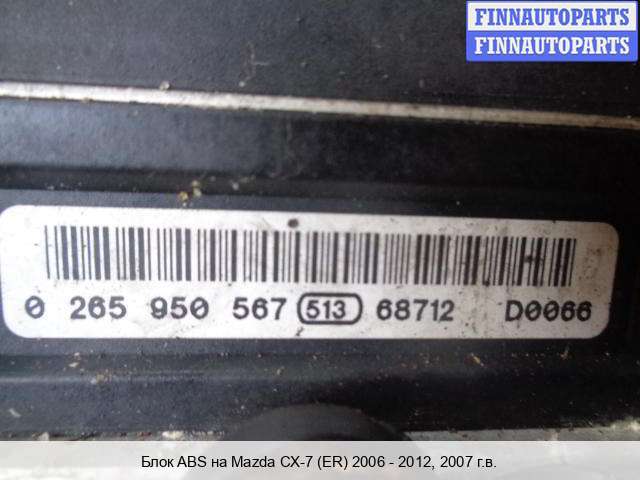 FINNAUTOPARTS
FINNAUTOPARTS
0 265 950 567 513 68712 D0066
Блок ABS на Mazda CX-7 (ER) 2006 - 2012, 2007 г.в.